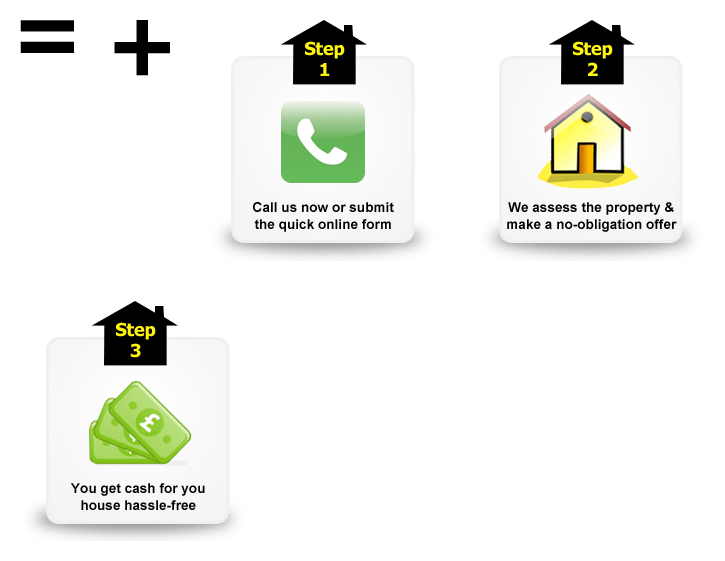 = +
Step
1
Call us now or submit
the quick online form
Step
2
We assess the property &
make a no-obligation offer
Step
3
£
You get cash for you
house hassle-free